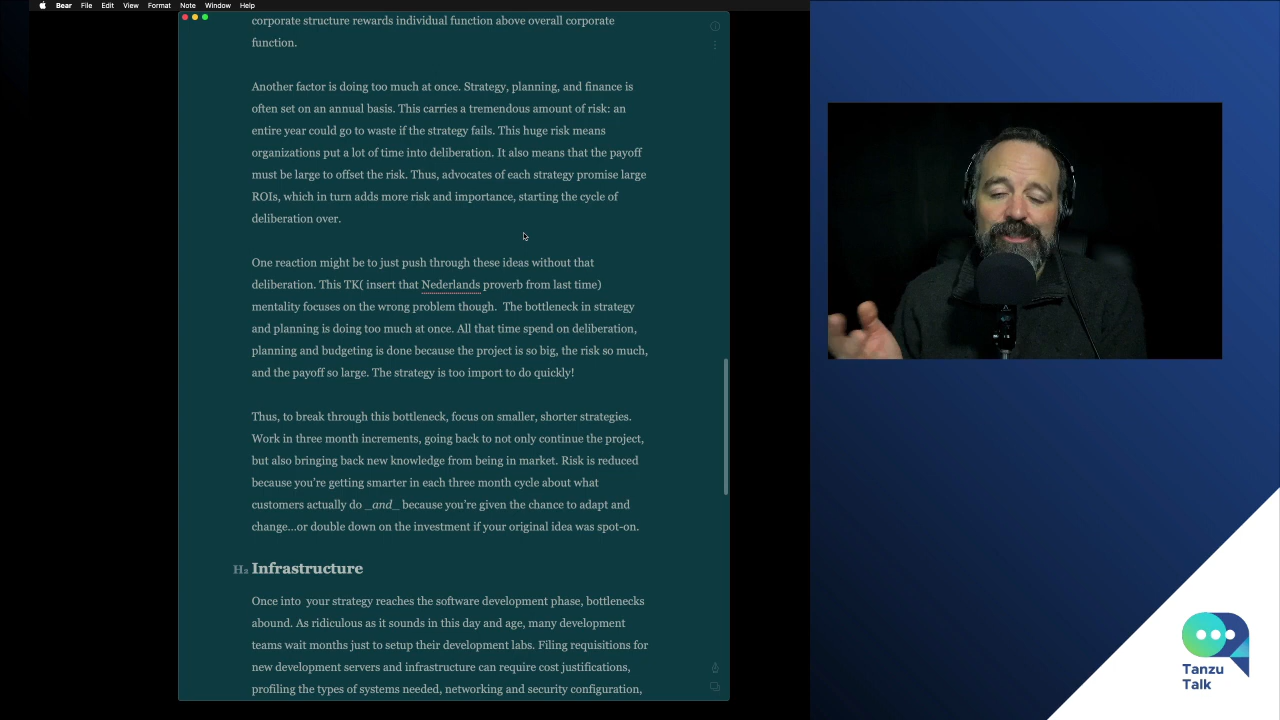 Bear File Edit View Format Note Window Help
corporate structure rewards individual function above overall corporate
function.
Another factor is doing too much at once. Strategy, planning, and finance is
often set on an annual basis. This carries a tremendous amount of risk: an
entire year could go to waste if the strategy fails. This huge risk means
organizations put a lot of time into deliberation. It also means that the payoff
must be large to offset the risk. Thus, advocates of each strategy promise large
ROIs, which in turn adds more risk and importance, starting the cycle of
deliberation over.
One reaction might be to just push through these ideas without that
deliberation. This TK( insert that Nederlands proverb from last time)
mentality focuses on the wrong problem though.  The bottleneck in strategy
and planning is doing too much at once. All that time spend on deliberation,
planning and budgeting is done because the project is so big, the risk so much,
and the payoff so large. The strategy is too import to do quickly!
Thus, to break through this bottleneck, focus on smaller, shorter strategies.
Work in three month increments, going back to not only continue the project,
but also bringing back new knowledge from being in market. Risk is reduced
because you're getting smarter in each three month cycle about what
customers actually do _and_ because you're given the chance to adapt and
change...or double down on the investment if your original idea was spot-on.
H2 Infrastructure
Once into  your strategy reaches the software development phase, bottlenecks
abound. As ridiculous as it sounds in this day and age, many development
teams wait months just to setup their development labs. Filing requisitions for
new development servers and infrastructure can require cost justifications,
profiling the types of systems needed, networking and security configuration,
Tanzu
Talk